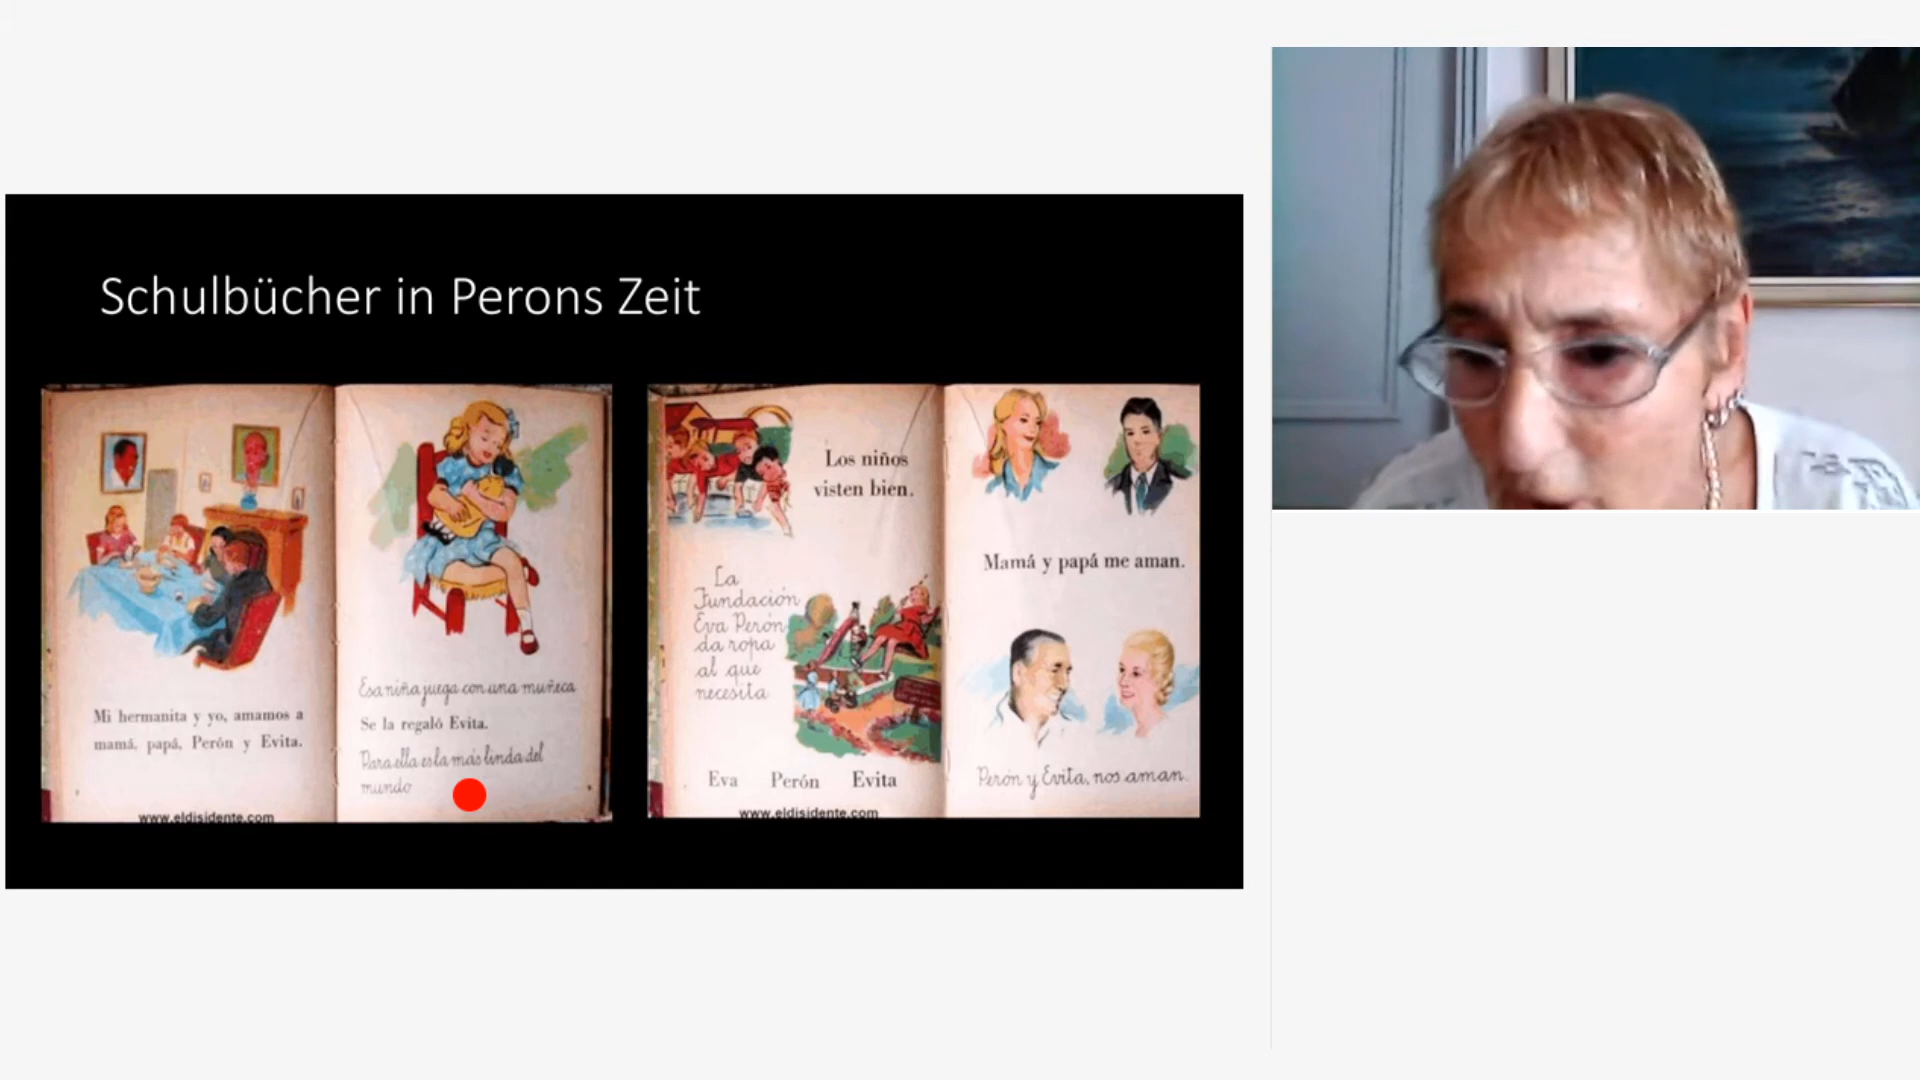 Schulbücher in Perons Zeit
Mi hermanita y yo, amamos a
mamá, papá, Perón y Evita.
www.eldisidente.com
Esa niña juega con una muñeca
Se la regaló Evita.
Para ella es la más linda del
mundo
Los niños
visten bien.
La
Fundación
Eva Perón
da ropa
al que
necesita
Eva Perón Evita
www.eldisidente.com
Mamá y papá me aman.
Perón y Evita, nos aman.